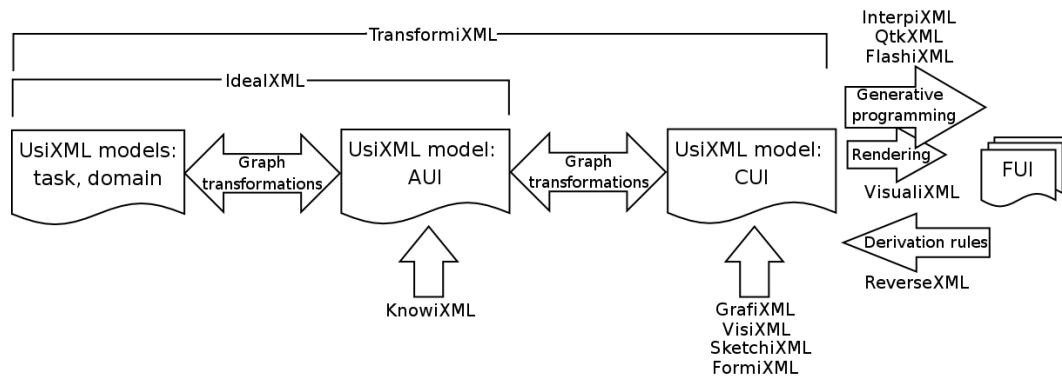 TransformiXML
IdealXML
InterpiXML
QtkXML
FlashiXML
UsiXML models:
task, domain
Graph
transformations
UsiXML model:
AUI
Graph
transformations
UsiXML model:
CUI
Generative
programming
Rendering
VisualiXML
FUI
Derivation rules
ReverseXML
KnowiXML
GrafiXML
VisiXML
SketchiXML
FormiXML